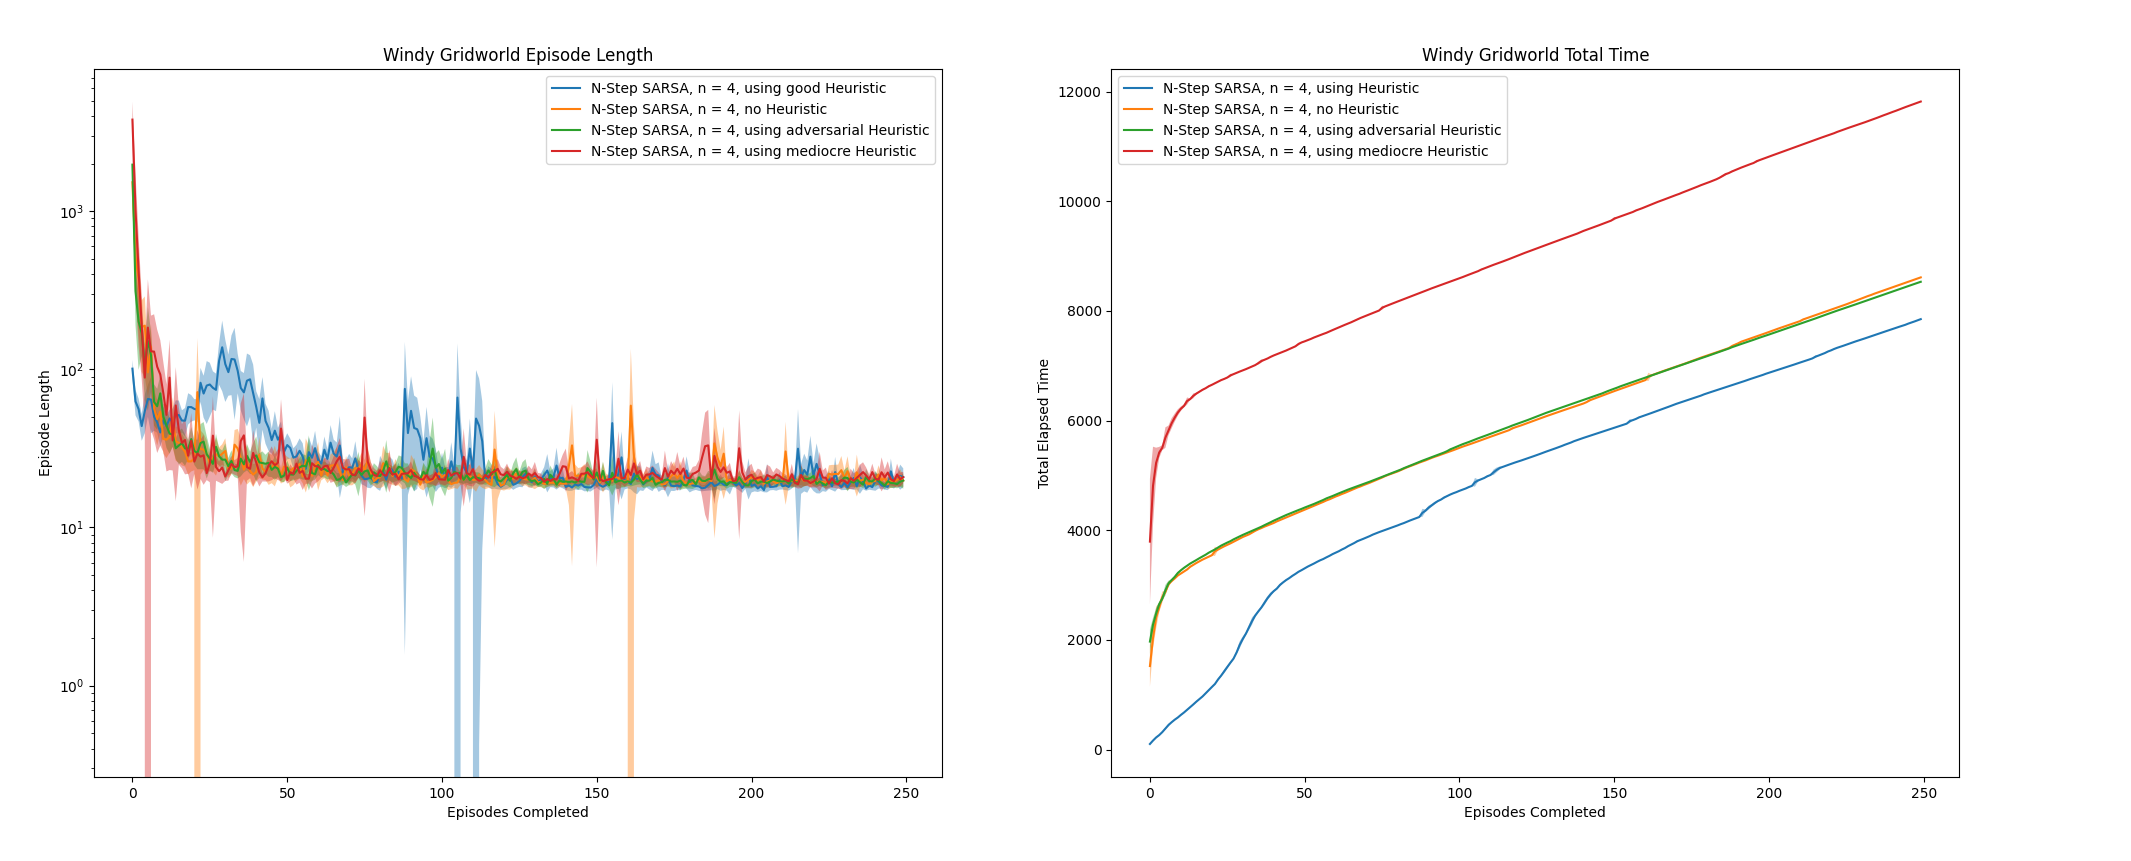 Windy Gridworld Episode Length
N-Step SARSA, n = 4, using good Heuristic
N-Step SARSA, n = 4, no Heuristic
N-Step SARSA, n = 4, using adversarial Heuristic
N-Step SARSA, n = 4, using mediocre Heuristic
10³
10²
10¹
10⁰
Episode Length
0 50 100 150 200 250
Episodes Completed
Windy Gridworld Total Time
N-Step SARSA, n = 4, using Heuristic
N-Step SARSA, n = 4, no Heuristic
N-Step SARSA, n = 4, using adversarial Heuristic
N-Step SARSA, n = 4, using mediocre Heuristic
12000
10000
8000
6000
4000
2000
0
Total Elapsed Time
0 50 100 150 200 250
Episodes Completed